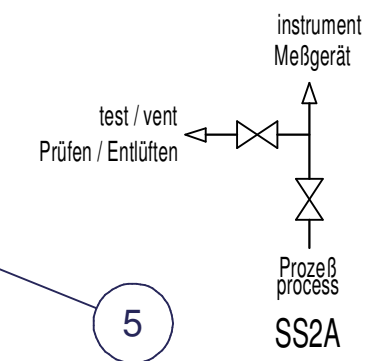 instrument
Meßgerät
test / vent
Prüfen / Entlüften
Prozeß
process
5
SS2A